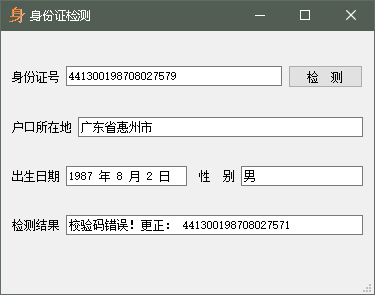 身 身份证检测
身份证号 441300198708027579 检 测
户口所在地 广东省惠州市
出生日期 1987 年 8 月 2 日 性 别 男
检测结果 校验码错误！更正： 441300198708027571